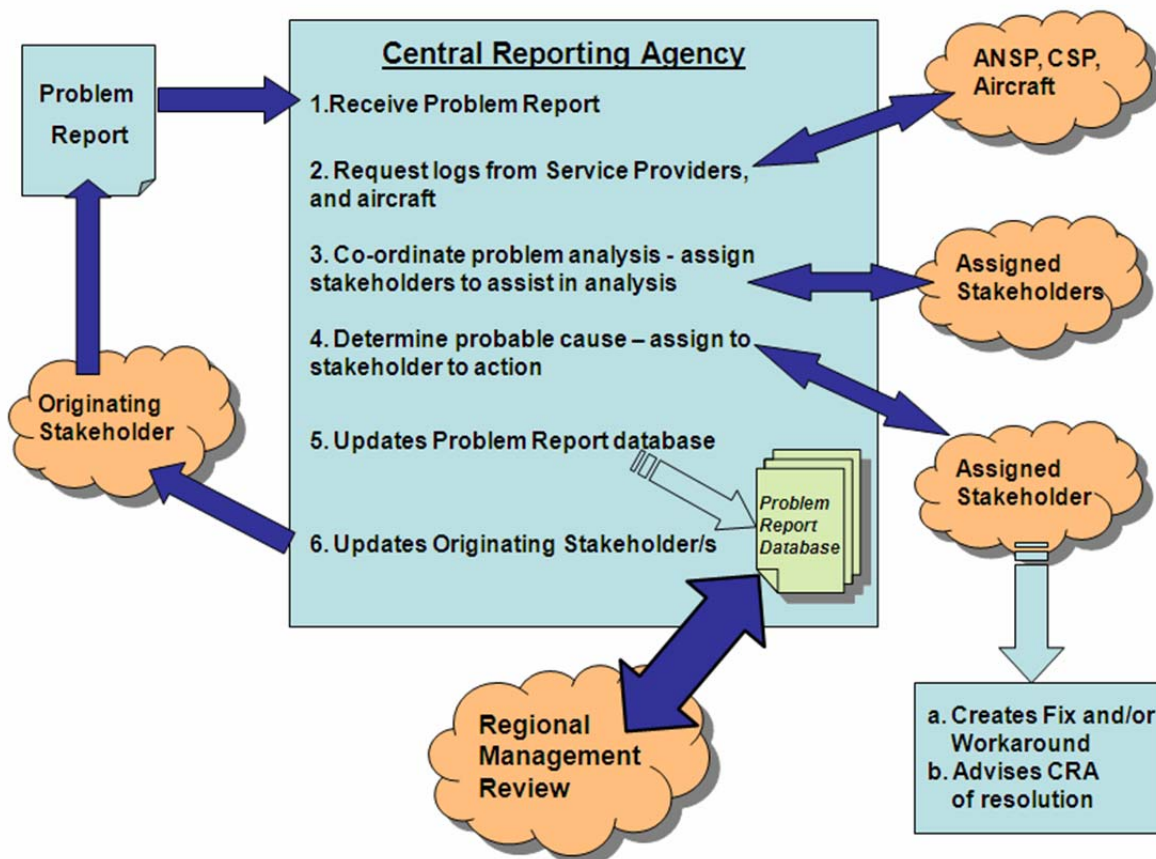 Problem
Report
Central Reporting Agency
1.Receive Problem Report
2. Request logs from Service Providers,
and aircraft
3. Co-ordinate problem analysis - assign
stakeholders to assist in analysis
4. Determine probable cause – assign to
stakeholder to action
5. Updates Problem Report database
6. Updates Originating Stakeholder/s
Problem
Report
Database
ANSP, CSP,
Aircraft
Assigned
Stakeholders
Assigned
Stakeholder
Originating
Stakeholder
Regional
Management
Review
a. Creates Fix and/or
Workaround
b. Advises CRA
of resolution